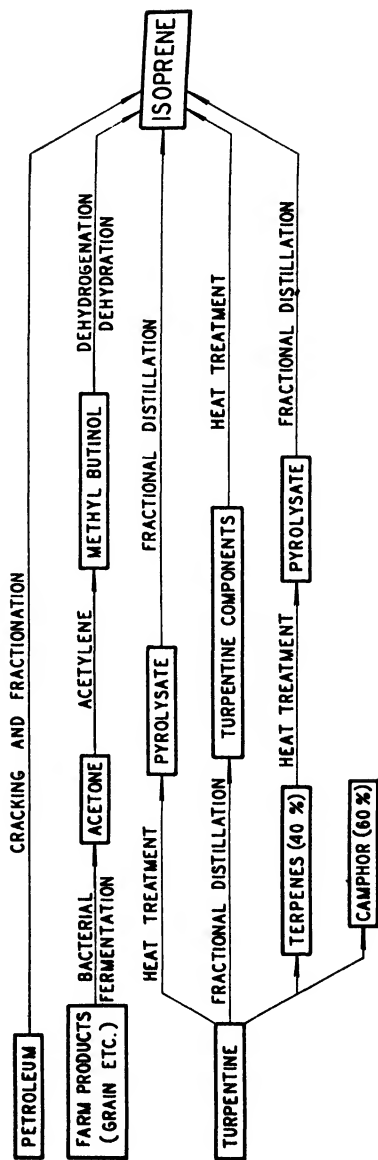 PETROLEUM
CRACKING AND FRACTIONATION
ISOPRENE
FARM PRODUCTS
(GRAIN ETC.)
BACTERIAL
FERMENTATION
ACETONE
ACETYLENE
METHYL BUTINOL
DEHYDROGENATION
DEHYDRATION
TURPENTINE
HEAT TREATMENT
PYROLYSATE
FRACTIONAL DISTILLATION
FRACTIONAL DISTILLATION
TURPENTINE COMPONENTS
HEAT TREATMENT
TERPENES (40 %)
HEAT TREATMENT
PYROLYSATE
FRACTIONAL DISTILLATION
CAMPHOR (60 %)